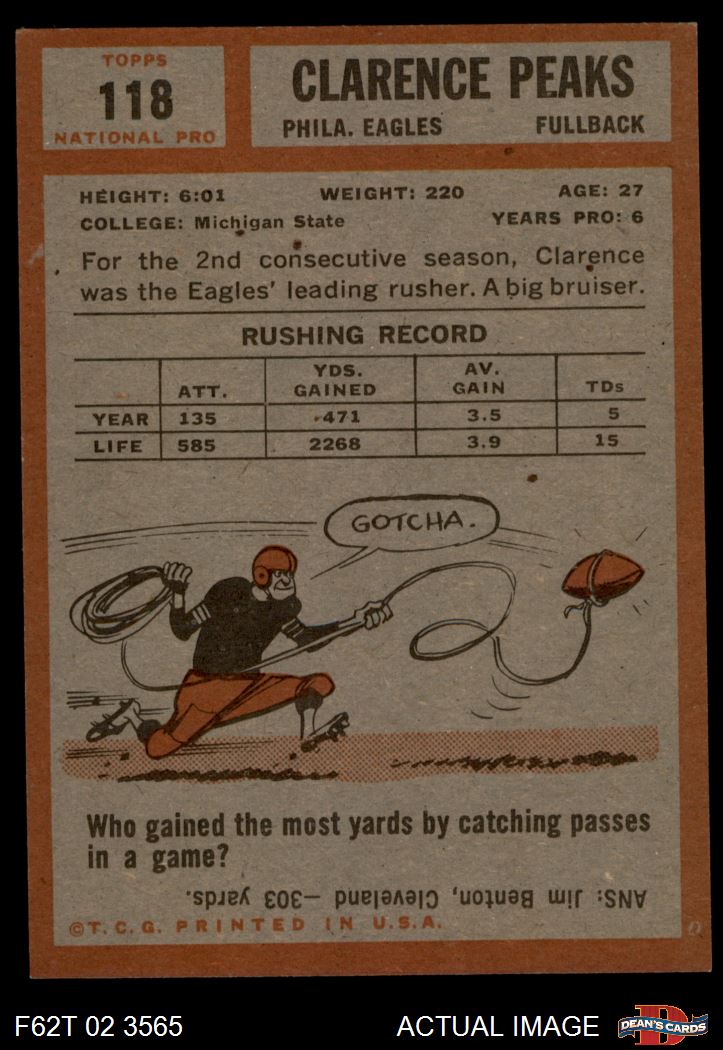 TOPPS
118
NATIONAL PRO
CLARENCE PEAKS
PHILA. EAGLES FULLBACK
HEIGHT: 6:01 WEIGHT: 220 AGE: 27
COLLEGE: Michigan State YEARS PRO: 6
For the 2nd consecutive season, Clarence
was the Eagles' leading rusher. A big bruiser.
RUSHING RECORD
ATT. YDS. GAINED AV. GAIN TDs
YEAR 135 471 3.5 5
LIFE 585 2268 3.9 15
GOTCHA.
Who gained the most yards by catching passes
in a game?
ANS: Jim Benton, Cleveland—303 yards.
©T.C.G. PRINTED IN U.S.A.
F62T 02 3565 ACTUAL IMAGE DEAN'S CARDS